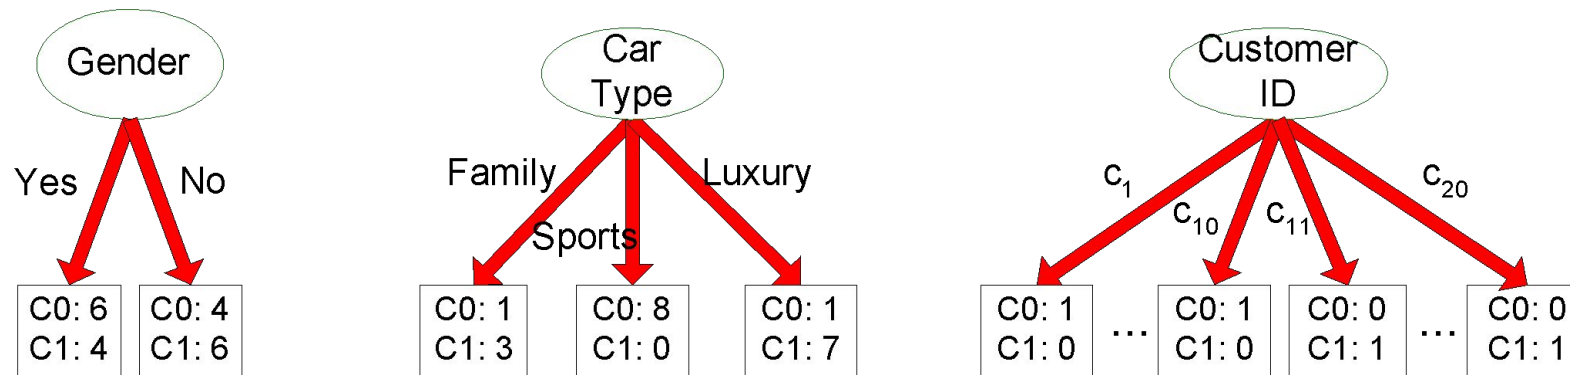 Gender
Yes
No
C0: 6
C1: 4
C0: 4
C1: 6
Car
Type
Family
Sports
Luxury
C0: 1
C1: 3
C0: 8
C1: 0
C0: 1
C1: 7
Customer
ID
c1
c10
c11
c20
C0: 1
C1: 0
...
C0: 1
C1: 0
C0: 0
C1: 1
...
C0: 0
C1: 1